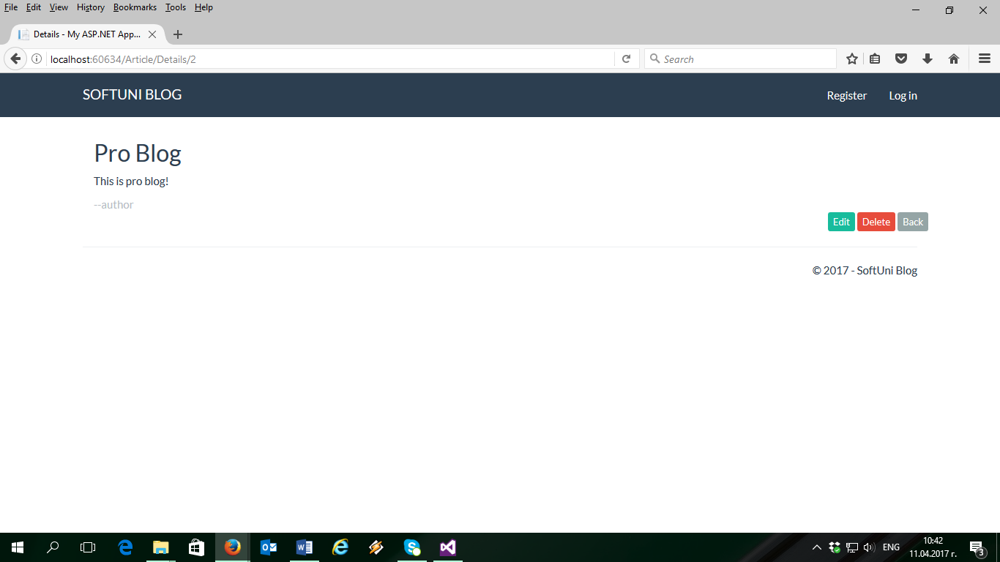 File Edit View History Bookmarks Tools Help
Details - My ASP.NET App...
localhost:60634/Article/Details/2
Search
SOFTUNI BLOG
Register Log in
Pro Blog
This is pro blog!
--author
Edit Delete Back
© 2017 - SoftUni Blog
ENG
10:42
11.04.2017 г.
3